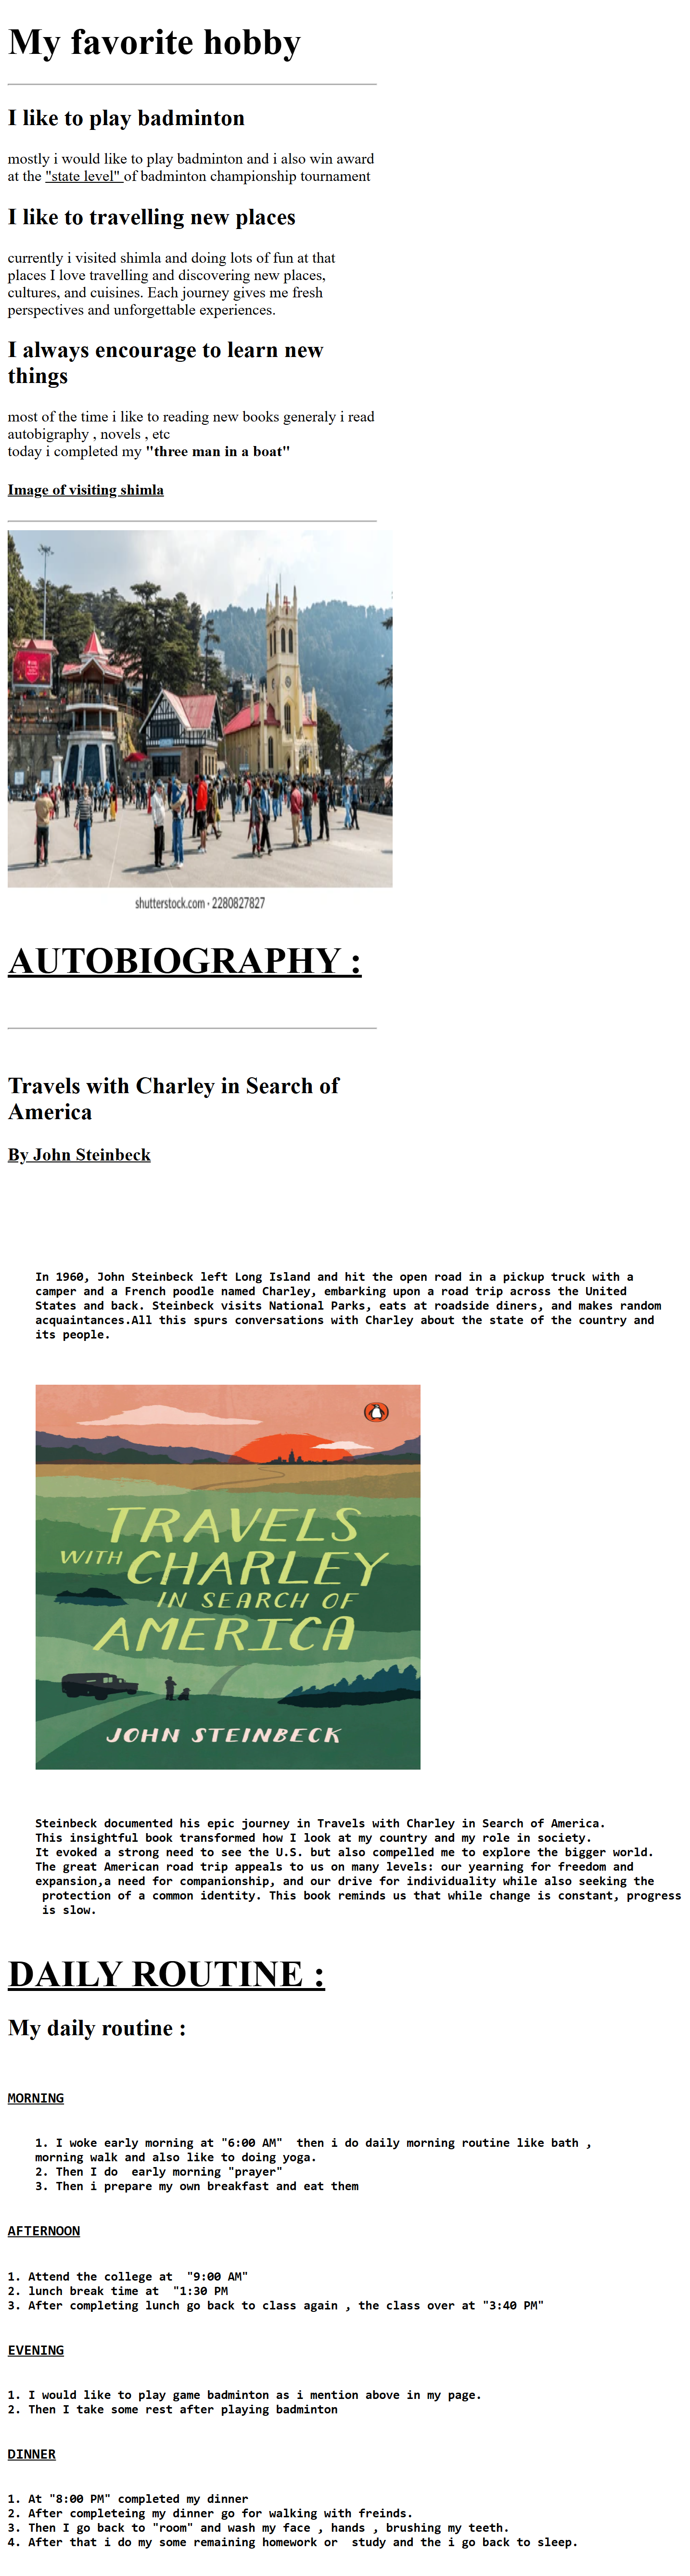 My favorite hobby
I like to play badminton
mostly i would like to play badminton and i also win award
at the "state level" of badminton championship tournament
I like to travelling new places
currently i visited shimla and doing lots of fun at that
places I love travelling and discovering new places,
cultures, and cuisines. Each journey gives me fresh
perspectives and unforgettable experiences.
I always encourage to learn new
things
most of the time i like to reading new books generaly i read
autobigraphy , novels , etc
today i completed my "three man in a boat"
Image of visiting shimla
shutterstock.com · 2280827827
AUTOBIOGRAPHY :
Travels with Charley in Search of
America
By John Steinbeck
In 1960, John Steinbeck left Long Island and hit the open road in a pickup truck with a
camper and a French poodle named Charley, embarking upon a road trip across the United
States and back. Steinbeck visits National Parks, eats at roadside diners, and makes random
acquaintances.All this spurs conversations with Charley about the state of the country and
its people.
TRAVELS
WITH CHARLEY
IN SEARCH OF
AMERICA
JOHN STEINBECK
Steinbeck documented his epic journey in Travels with Charley in Search of America.
This insightful book transformed how I look at my country and my role in society.
It evoked a strong need to see the U.S. but also compelled me to explore the bigger world.
The great American road trip appeals to us on many levels: our yearning for freedom and
expansion,a need for companionship, and our drive for individuality while also seeking the
protection of a common identity. This book reminds us that while change is constant, progress
is slow.
DAILY ROUTINE :
My daily routine :
MORNING
1. I woke early morning at "6:00 AM"  then i do daily morning routine like bath ,
morning walk and also like to doing yoga.
2. Then I do  early morning "prayer"
3. Then i prepare my own breakfast and eat them
AFTERNOON
1. Attend the college at  "9:00 AM"
2. lunch break time at  "1:30 PM
3. After completing lunch go back to class again , the class over at "3:40 PM"
EVENING
1. I would like to play game badminton as i mention above in my page.
2. Then I take some rest after playing badminton
DINNER
1. At "8:00 PM" completed my dinner
2. After completeing my dinner go for walking with freinds.
3. Then I go back to "room" and wash my face , hands , brushing my teeth.
4. After that i do my some remaining homework or  study and the i go back to sleep.